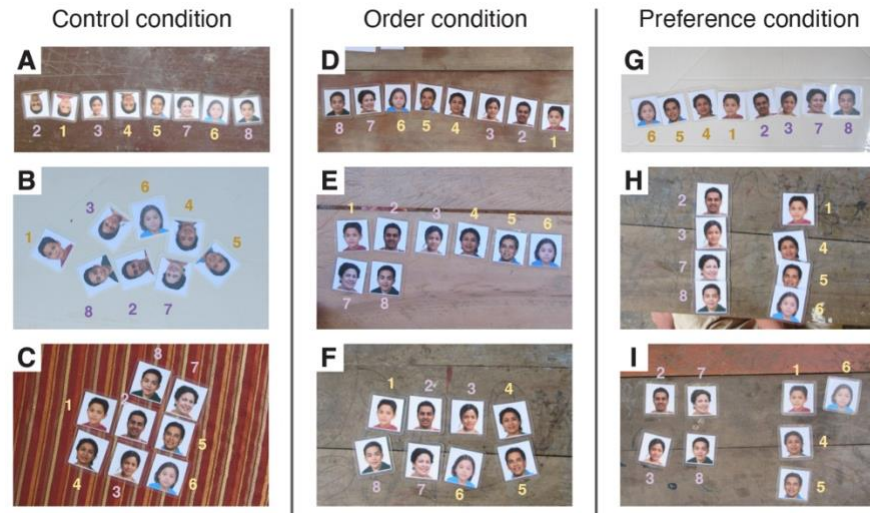 Control condition
Order condition
Preference condition
A
2 1 3 4 5 7 6 8
D
8 7 6 5 4 3 2 1
G
6 5 4 1 2 3 7 8
B
6
3 4
1 5
8 2 7
E
1 2 3 4 5 6
7 8
H
2 1
3 4
7 5
8 6
C
8 7
1 2
5
4 3 6
F
1 2 3 4
8 7 6 5
I
2 7 1 6
4
3 8
5